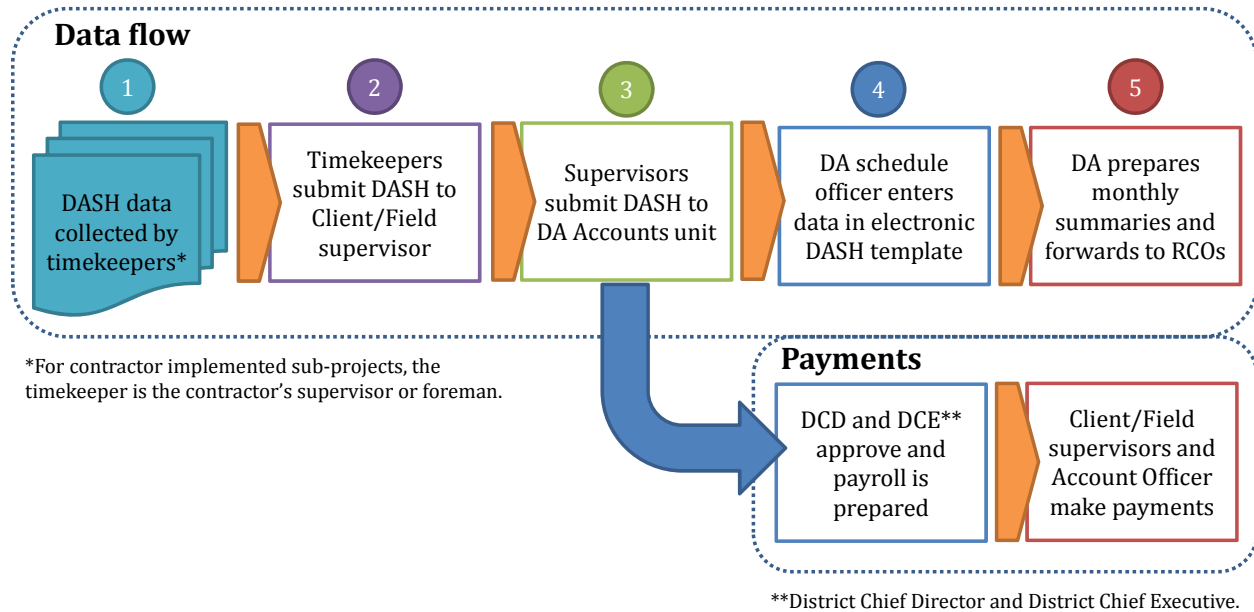 Data flow
1
2
3
4
5
DASH data
collected by
timekeepers*
Timekeepers
submit DASH to
Client/Field
supervisor
Supervisors
submit DASH to
DA Accounts unit
DA schedule
officer enters
data in electronic
DASH template
DA prepares
monthly
summaries and
forwards to RCOs
*For contractor implemented sub-projects, the
timekeeper is the contractor’s supervisor or foreman.
Payments
DCD and DCE**
approve and
payroll is
prepared
Client/Field
supervisors and
Account Officer
make payments
**District Chief Director and District Chief Executive.